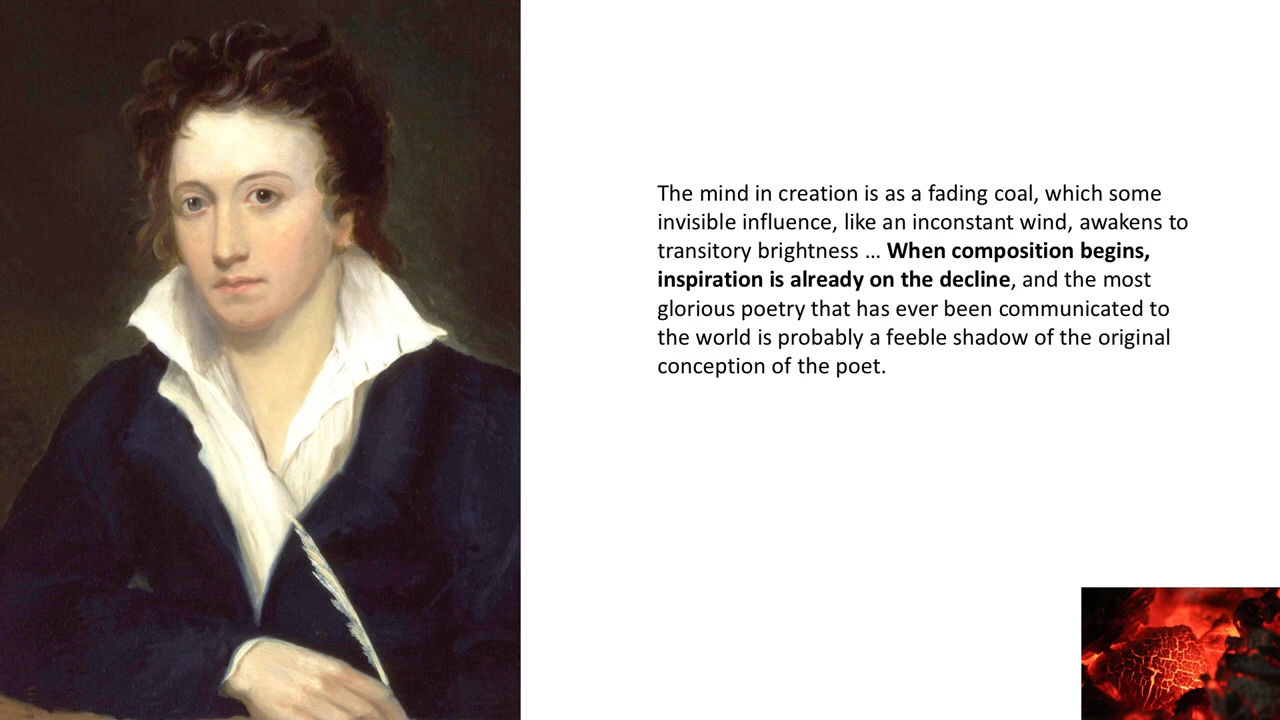 The mind in creation is as a fading coal, which some
invisible influence, like an inconstant wind, awakens to
transitory brightness … When composition begins,
inspiration is already on the decline, and the most
glorious poetry that has ever been communicated to
the world is probably a feeble shadow of the original
conception of the poet.